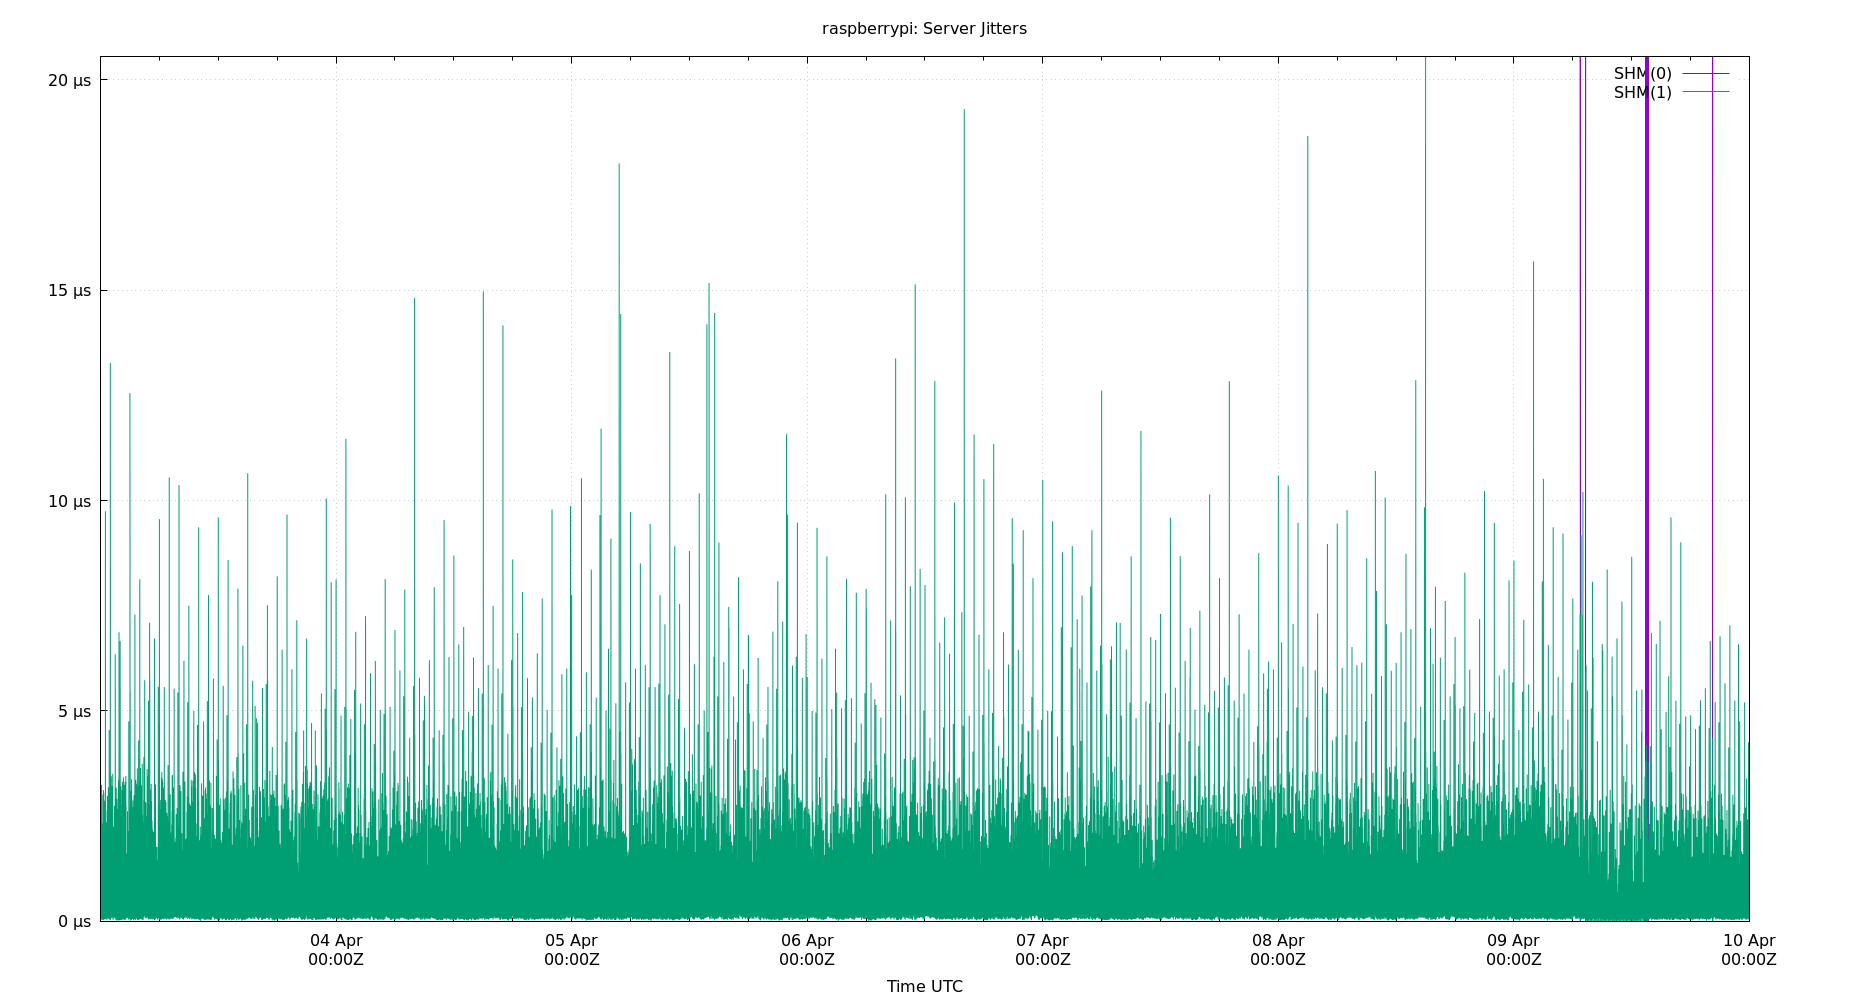 raspberrypi: Server Jitters
20 µs
15 µs
10 µs
5 µs
0 µs
SHM(0)
SHM(1)
04 Apr 05 Apr 06 Apr 07 Apr 08 Apr 09 Apr 10 Apr
00:00Z 00:00Z 00:00Z 00:00Z 00:00Z 00:00Z 00:00Z
Time UTC